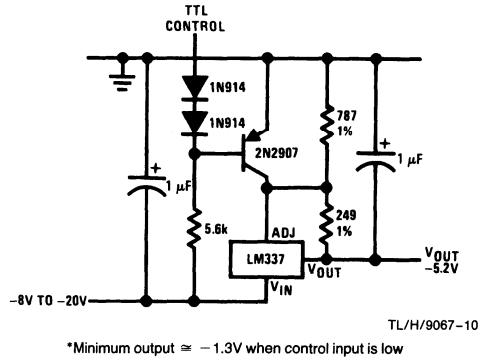 TTL
CONTROL
1N914
1N914
2N2907
787
1%
+
1 μF
+
1 μF
5.6k
249
1%
ADJ
LM337
VOUT
VIN
VOUT
−5.2V
−8V TO −20V
TL/H/9067–10
*Minimum output ≅ −1.3V when control input is low